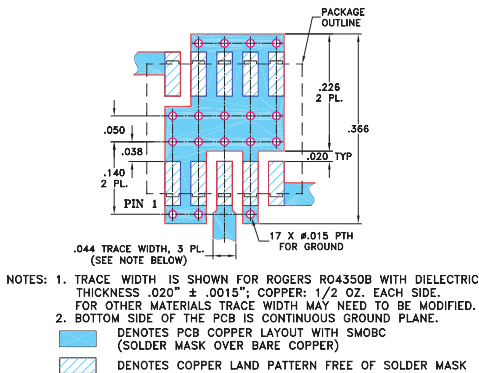 PACKAGE
OUTLINE
.226
2 PL.
.366
.050
.038
.020 TYP
.140
2 PL.
PIN 1
17 X ø.015 PTH
FOR GROUND
.044 TRACE WIDTH, 3 PL.
(SEE NOTE BELOW)
NOTES: 1. TRACE WIDTH IS SHOWN FOR ROGERS RO4350B WITH DIELECTRIC
THICKNESS .020" ± .0015"; COPPER: 1/2 OZ. EACH SIDE.
FOR OTHER MATERIALS TRACE WIDTH MAY NEED TO BE MODIFIED.
2. BOTTOM SIDE OF THE PCB IS CONTINUOUS GROUND PLANE.
DENOTES PCB COPPER LAYOUT WITH SMOBC
(SOLDER MASK OVER BARE COPPER)
DENOTES COPPER LAND PATTERN FREE OF SOLDER MASK